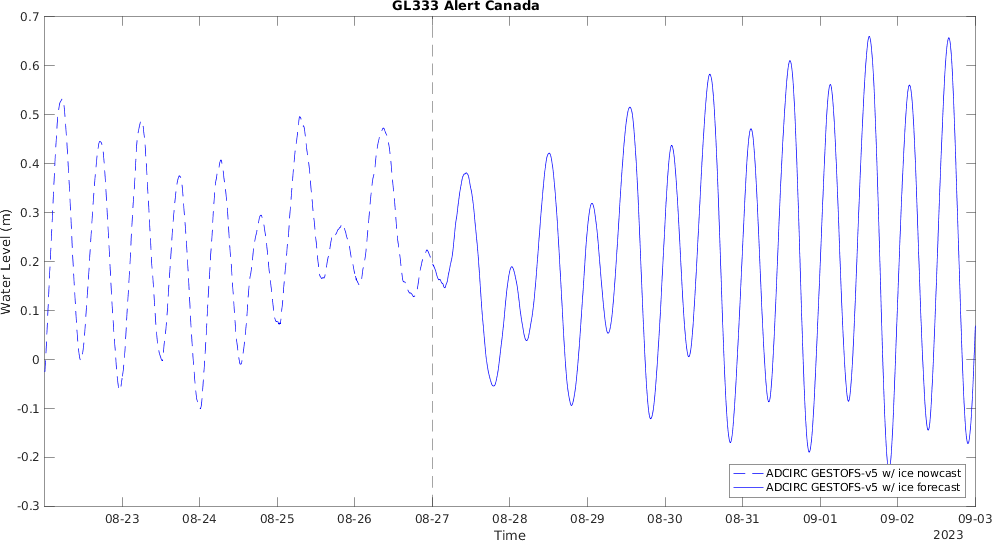 GL333 Alert Canada
0.7
0.6
0.5
0.4
0.3
0.2
0.1
0
-0.1
-0.2
-0.3
Water Level (m)
ADCIRC GESTOFS-v5 w/ ice nowcast
ADCIRC GESTOFS-v5 w/ ice forecast
08-23 08-24 08-25 08-26 08-27 08-28 08-29 08-30 08-31 09-01 09-02 09-03
Time
2023